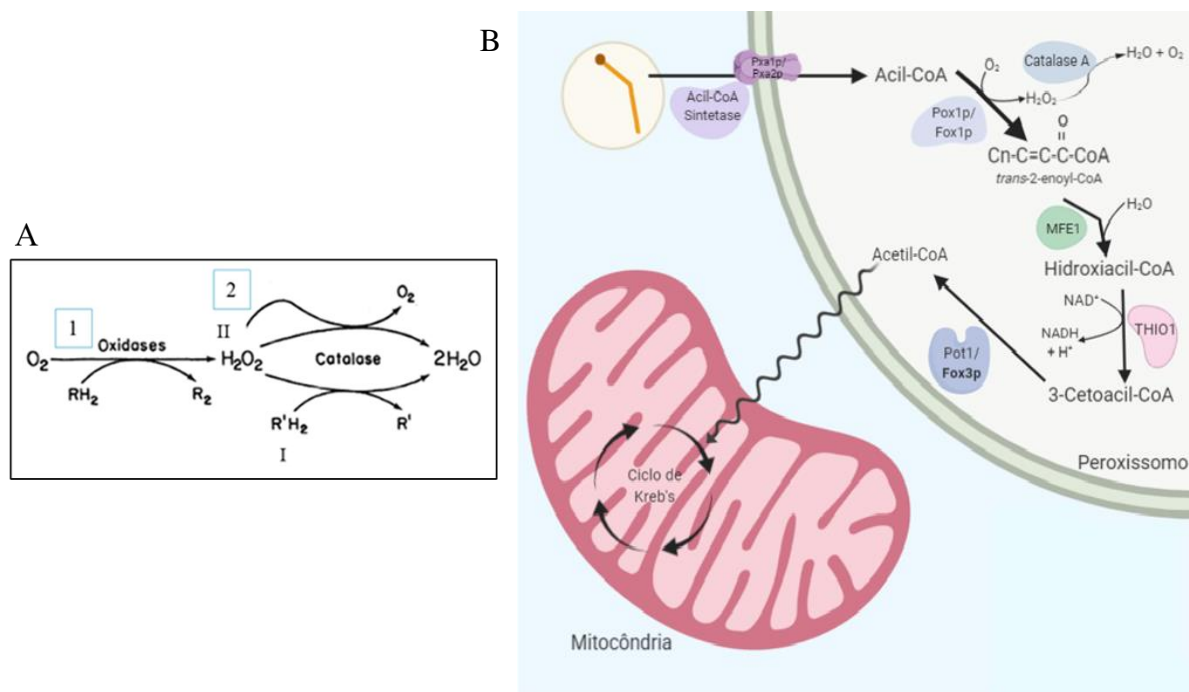 A
1
2
O₂
Oxidases
RH₂
R₂
II
H₂O₂
O₂
Catalase
2H₂O
R'H₂
R'
I
B
Pxa1p/
Pxa2p
Acil-CoA
Sintetase
Acil-CoA
O₂
H₂O₂
Catalase A
H₂O + O₂
Pox1p/
Fox1p
O
Cn-C=C-C-CoA
trans-2-enoyl-CoA
MFE1
H₂O
Hidroxiacil-CoA
NAD⁺
NADH
+ H⁺
THIO1
3-Cetoacil-CoA
Pot1/
Fox3p
Acetil-CoA
Peroxissomo
Ciclo de
Kreb's
Mitocôndria